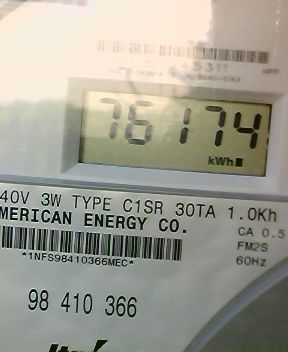 76174
kWh
40V 3W TYPE C1SR 30TA 1.0Kh
MERICAN ENERGY CO.
CA 0.5
FM2S
60Hz
*1NFS98410366MEC*
98 410 366